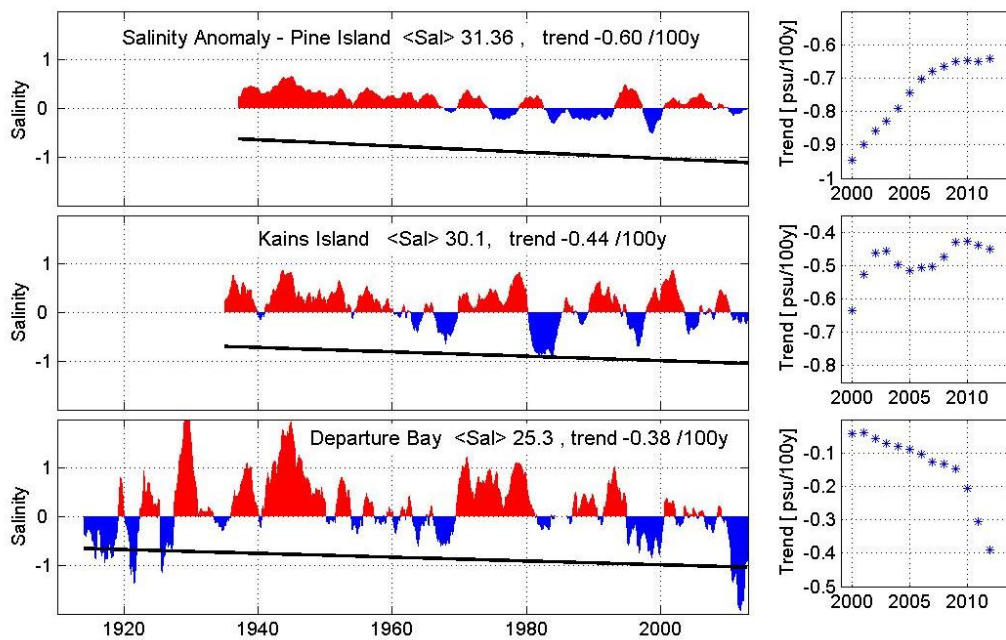 Salinity Anomaly - Pine Island <Sal> 31.36 , trend -0.60 /100y
Salinity
1
0
-1
Trend [ psu/100y]
-0.6
-0.7
-0.8
-0.9
-1
2000 2005 2010
Kains Island <Sal> 30.1, trend -0.44 /100y
Salinity
1
0
-1
Trend [ psu/100y]
-0.4
-0.5
-0.6
-0.7
-0.8
2000 2005 2010
Departure Bay <Sal> 25.3 , trend -0.38 /100y
Salinity
1
0
-1
1920 1940 1960 1980 2000
Trend [ psu/100y]
-0.1
-0.2
-0.3
-0.4
-0.5
2000 2005 2010